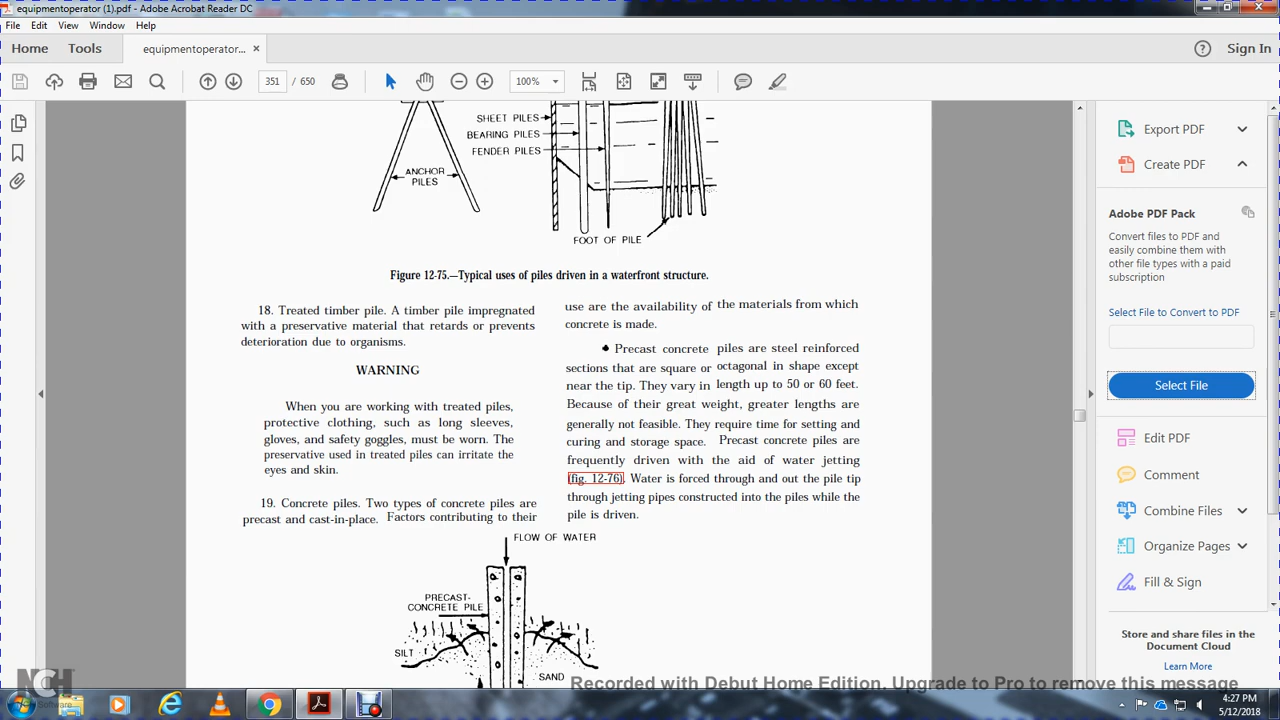 equipmentoperator (1).pdf - Adobe Acrobat Reader DC
File Edit View Window Help
Home Tools equipmentoperator... × Sign In
351 / 650 100%
SHEET PILES
BEARING PILES
FENDER PILES
ANCHOR
PILES
FOOT OF PILE
Figure 12-75.—Typical uses of piles driven in a waterfront structure.
18. Treated timber pile. A timber pile impregnated
with a preservative material that retards or prevents
deterioration due to organisms.
WARNING
When you are working with treated piles,
protective clothing, such as long sleeves,
gloves, and safety goggles, must be worn. The
preservative used in treated piles can irritate the
eyes and skin.
19. Concrete piles. Two types of concrete piles are
precast and cast-in-place. Factors contributing to their
use are the availability of the materials from which
concrete is made.
● Precast concrete piles are steel reinforced
sections that are square or octagonal in shape except
near the tip. They vary in length up to 50 or 60 feet.
Because of their great weight, greater lengths are
generally not feasible. They require time for setting and
curing and storage space. Precast concrete piles are
frequently driven with the aid of water jetting
(fig. 12-76). Water is forced through and out the pile tip
through jetting pipes constructed into the piles while the
pile is driven.
FLOW OF WATER
PRECAST-
CONCRETE PILE
SILT
SAND
Export PDF
Create PDF
Adobe PDF Pack
Convert files to PDF and
easily combine them with
other file types with a paid
subscription
Select File to Convert to PDF
Select File
Edit PDF
Comment
Combine Files
Organize Pages
Fill & Sign
Store and share files in the
Document Cloud
Learn More
NCH
Software
Recorded with Debut Home Edition. Upgrade to Pro to remove this message
4:27 PM
5/12/2018